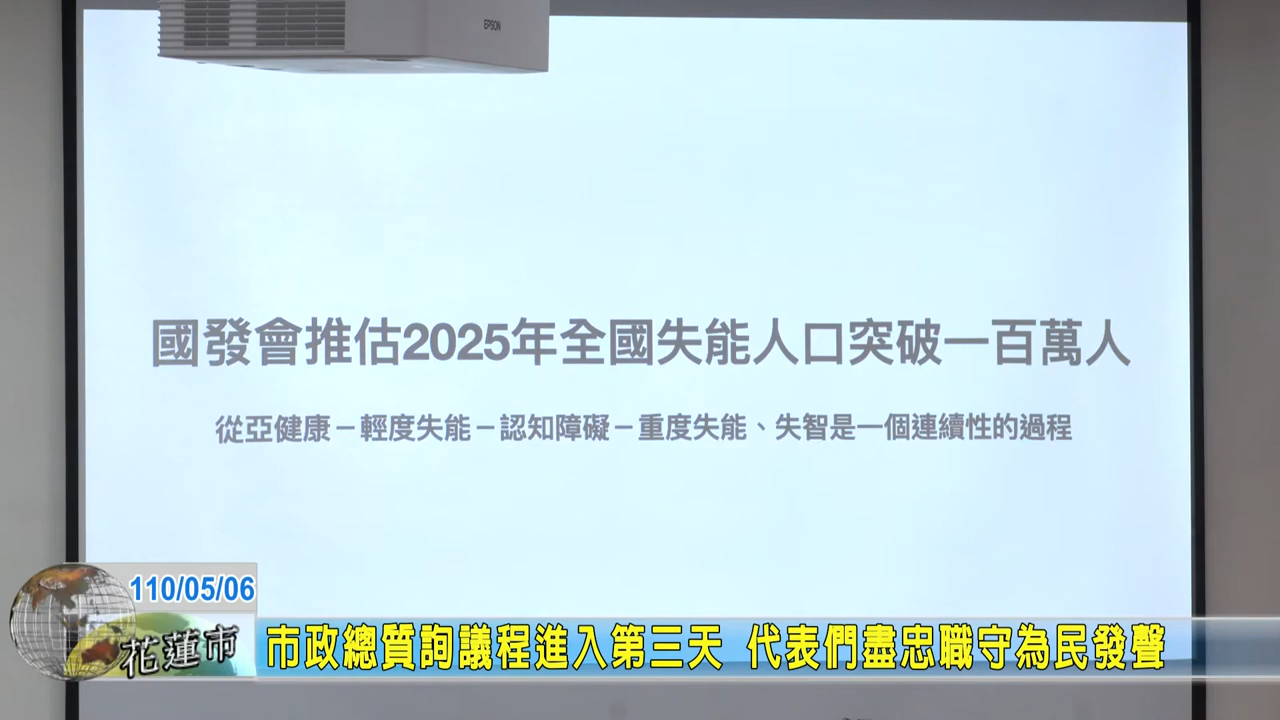 EPSON
國發會推估2025年全國失能人口突破一百萬人
從亞健康－輕度失能－認知障礙－重度失能、失智是一個連續性的過程
110/05/06
花蓮市
市政總質詢議程進入第三天 代表們盡忠職守為民發聲